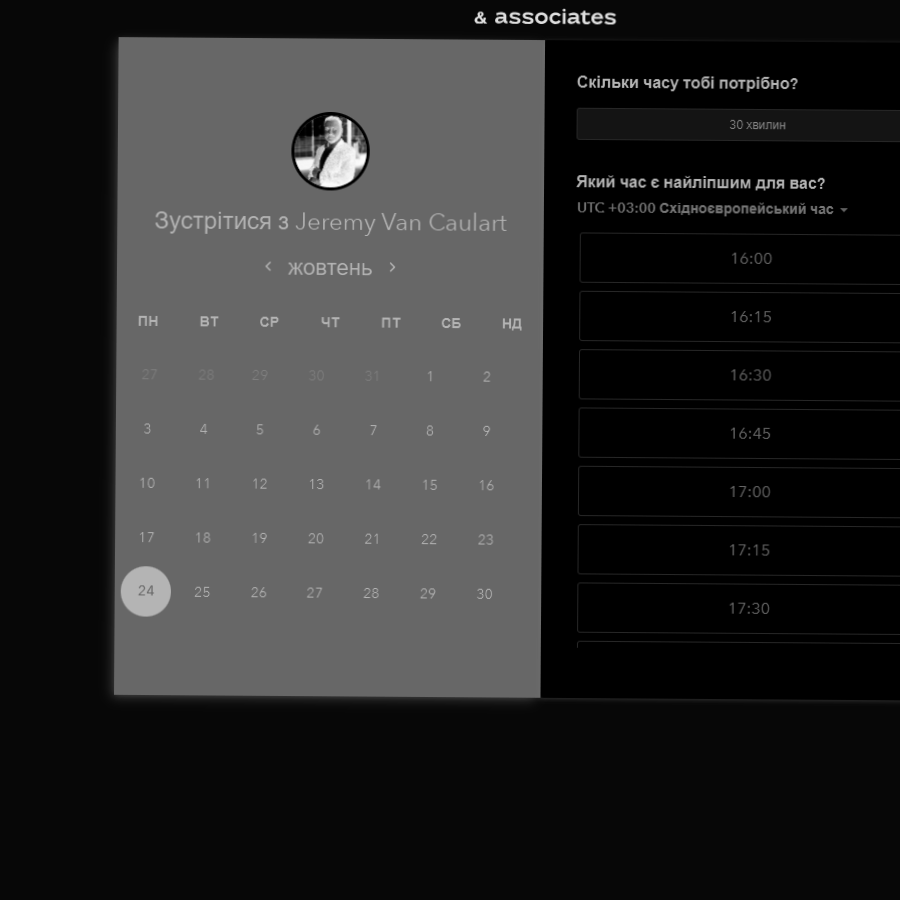 & associates
Зустрітися з Jeremy Van Caulart
‹ жовтень ›
ПН ВТ СР ЧТ ПТ СБ НД
27 28 29 30 31 1 2
3 4 5 6 7 8 9
10 11 12 13 14 15 16
17 18 19 20 21 22 23
24 25 26 27 28 29 30
Скільки часу тобі потрібно?
30 хвилин
Який час є найліпшим для вас?
UTC +03:00 Східноєвропейський час
16:00
16:15
16:30
16:45
17:00
17:15
17:30